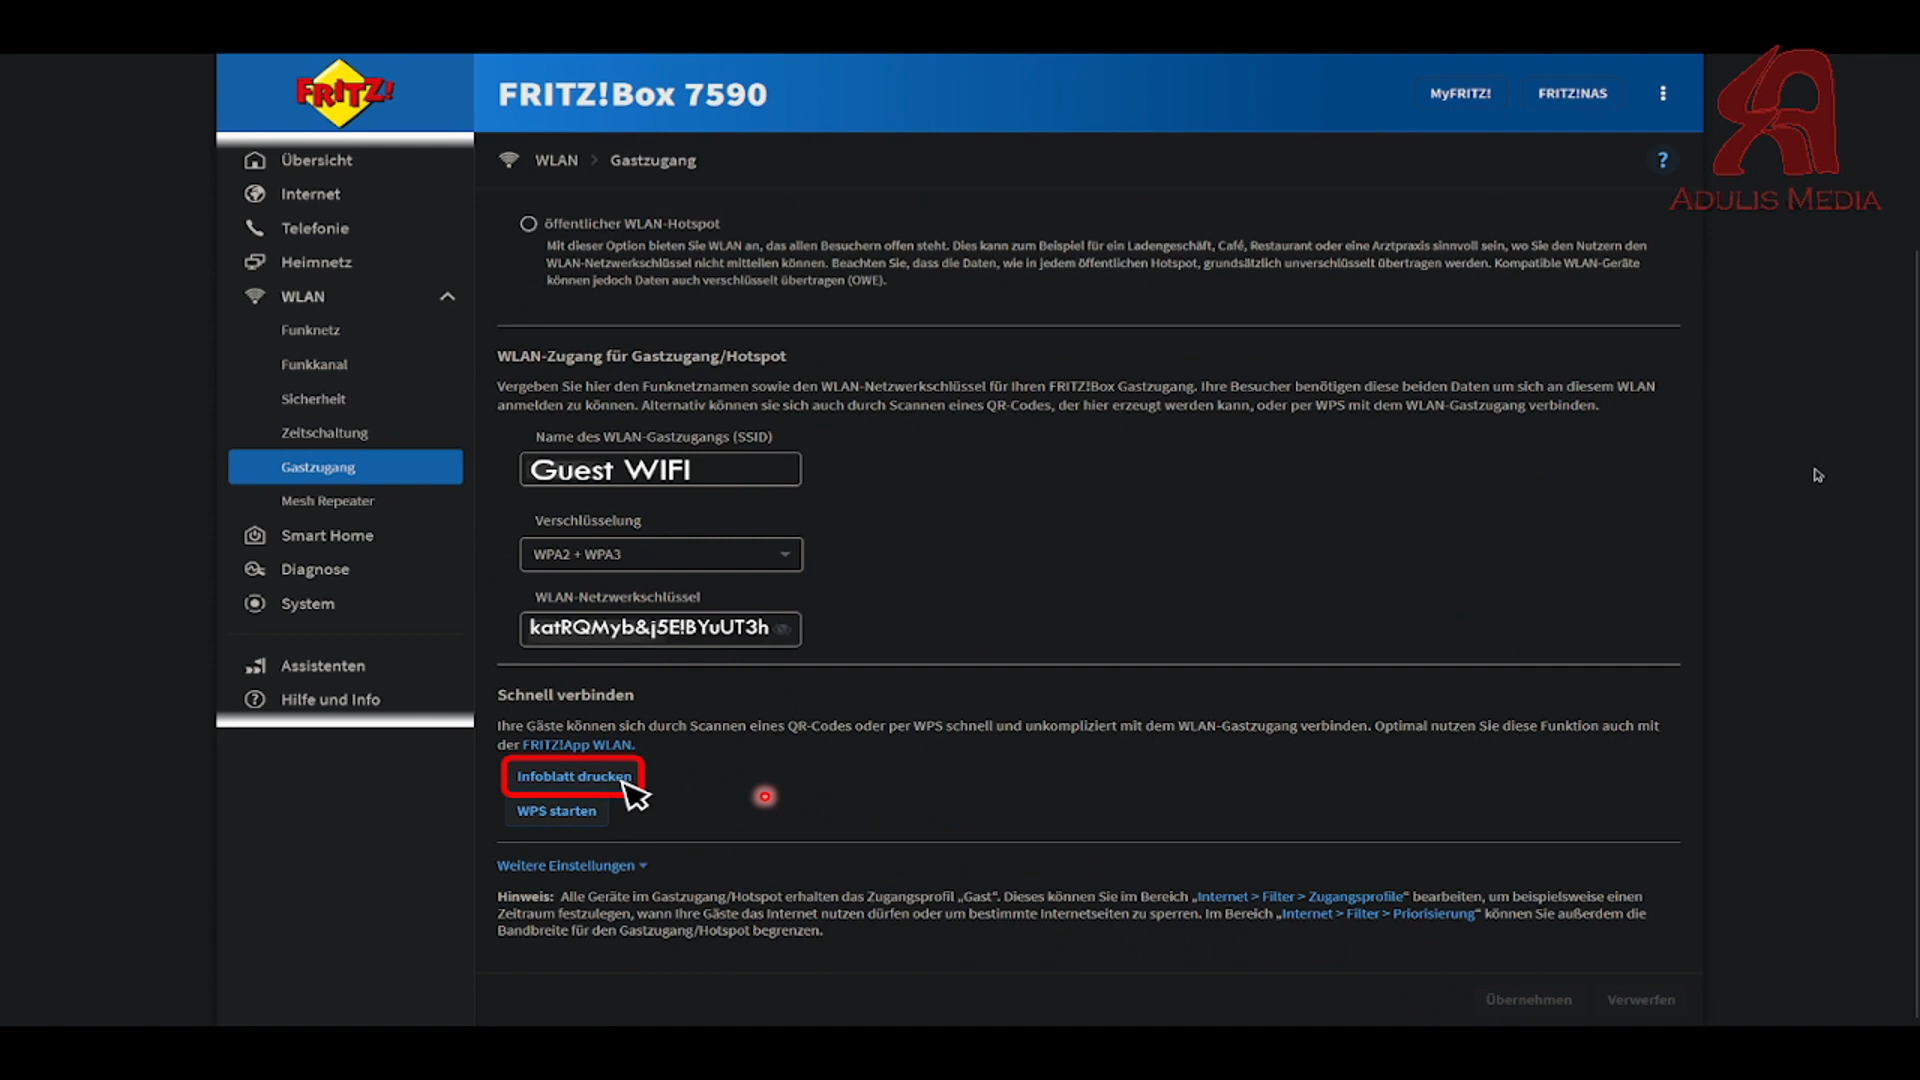 FRITZ!
FRITZ!Box 7590
MyFRITZ!
FRITZ!NAS
ADULIS MEDIA
Übersicht
Internet
Telefonie
Heimnetz
WLAN
Funknetz
Funkkanal
Sicherheit
Zeitschaltung
Gastzugang
Mesh Repeater
Smart Home
Diagnose
System
Assistenten
Hilfe und Info
WLAN > Gastzugang
?
öffentlicher WLAN-Hotspot
Mit dieser Option bieten Sie WLAN an, das allen Besuchern offen steht. Dies kann zum Beispiel für ein Ladengeschäft, Café, Restaurant oder eine Arztpraxis sinnvoll sein, wo Sie den Nutzern den
WLAN-Netzwerkschlüssel nicht mitteilen können. Beachten Sie, dass die Daten, wie in jedem öffentlichen Hotspot, grundsätzlich unverschlüsselt übertragen werden. Kompatible WLAN-Geräte
können jedoch Daten auch verschlüsselt übertragen (OWE).
WLAN-Zugang für Gastzugang/Hotspot
Vergeben Sie hier den Funknetznamen sowie den WLAN-Netzwerkschlüssel für Ihren FRITZ!Box Gastzugang. Ihre Besucher benötigen diese beiden Daten um sich an diesem WLAN
anmelden zu können. Alternativ können sie sich auch durch Scannen eines QR-Codes, der hier erzeugt werden kann, oder per WPS mit dem WLAN-Gastzugang verbinden.
Name des WLAN-Gastzugangs (SSID)
Guest WIFI
Verschlüsselung
WPA2 + WPA3
WLAN-Netzwerkschlüssel
katRQMyb&j5E!BYuUT3h
Schnell verbinden
Ihre Gäste können sich durch Scannen eines QR-Codes oder per WPS schnell und unkompliziert mit dem WLAN-Gastzugang verbinden. Optimal nutzen Sie diese Funktion auch mit
der FRITZ!App WLAN.
Infoblatt drucken
WPS starten
Weitere Einstellungen
Hinweis: Alle Geräte im Gastzugang/Hotspot erhalten das Zugangsprofil „Gast“. Dieses können Sie im Bereich „Internet > Filter > Zugangsprofile“ bearbeiten, um beispielsweise einen
Zeitraum festzulegen, wann Ihre Gäste das Internet nutzen dürfen oder um bestimmte Internetseiten zu sperren. Im Bereich „Internet > Filter > Priorisierung“ können Sie außerdem die
Bandbreite für den Gastzugang/Hotspot begrenzen.
Übernehmen
Verwerfen